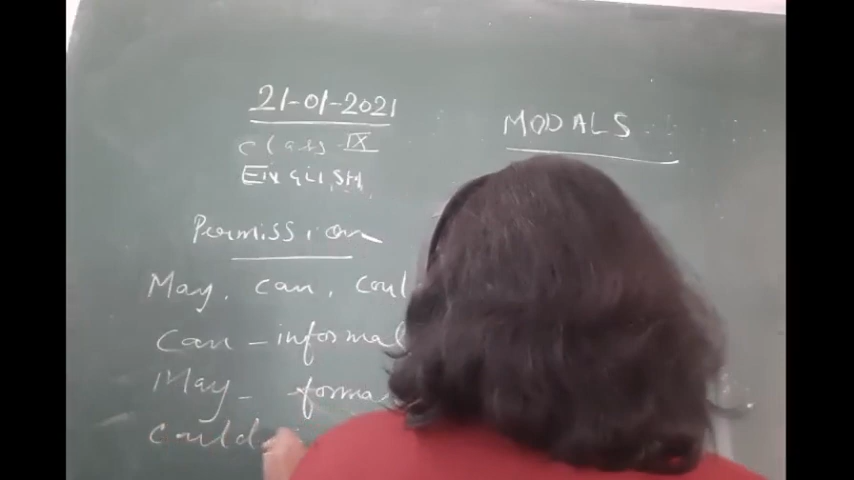 21-01-2021
MODALS
Class IX
ENGLISH
Permission
May, can, coul
Can - informal
May - forma
Could